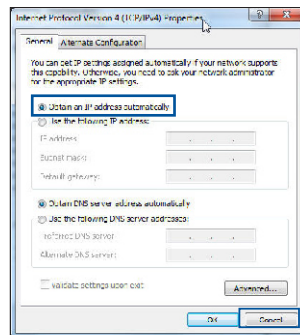 Internet Protocol Version 4 (TCP/IPv4) Properties
General
Alternate Configuration
You can get IP settings assigned automatically if your network supports
this capability. Otherwise, you need to ask your network administrator
for the appropriate IP settings.
Obtain an IP address automatically
Use the following IP address:
IP address:
Subnet mask:
Default gateway:
Obtain DNS server address automatically
Use the following DNS server addresses:
Preferred DNS server:
Alternate DNS server:
Validate settings upon exit
Advanced...
OK
Cancel